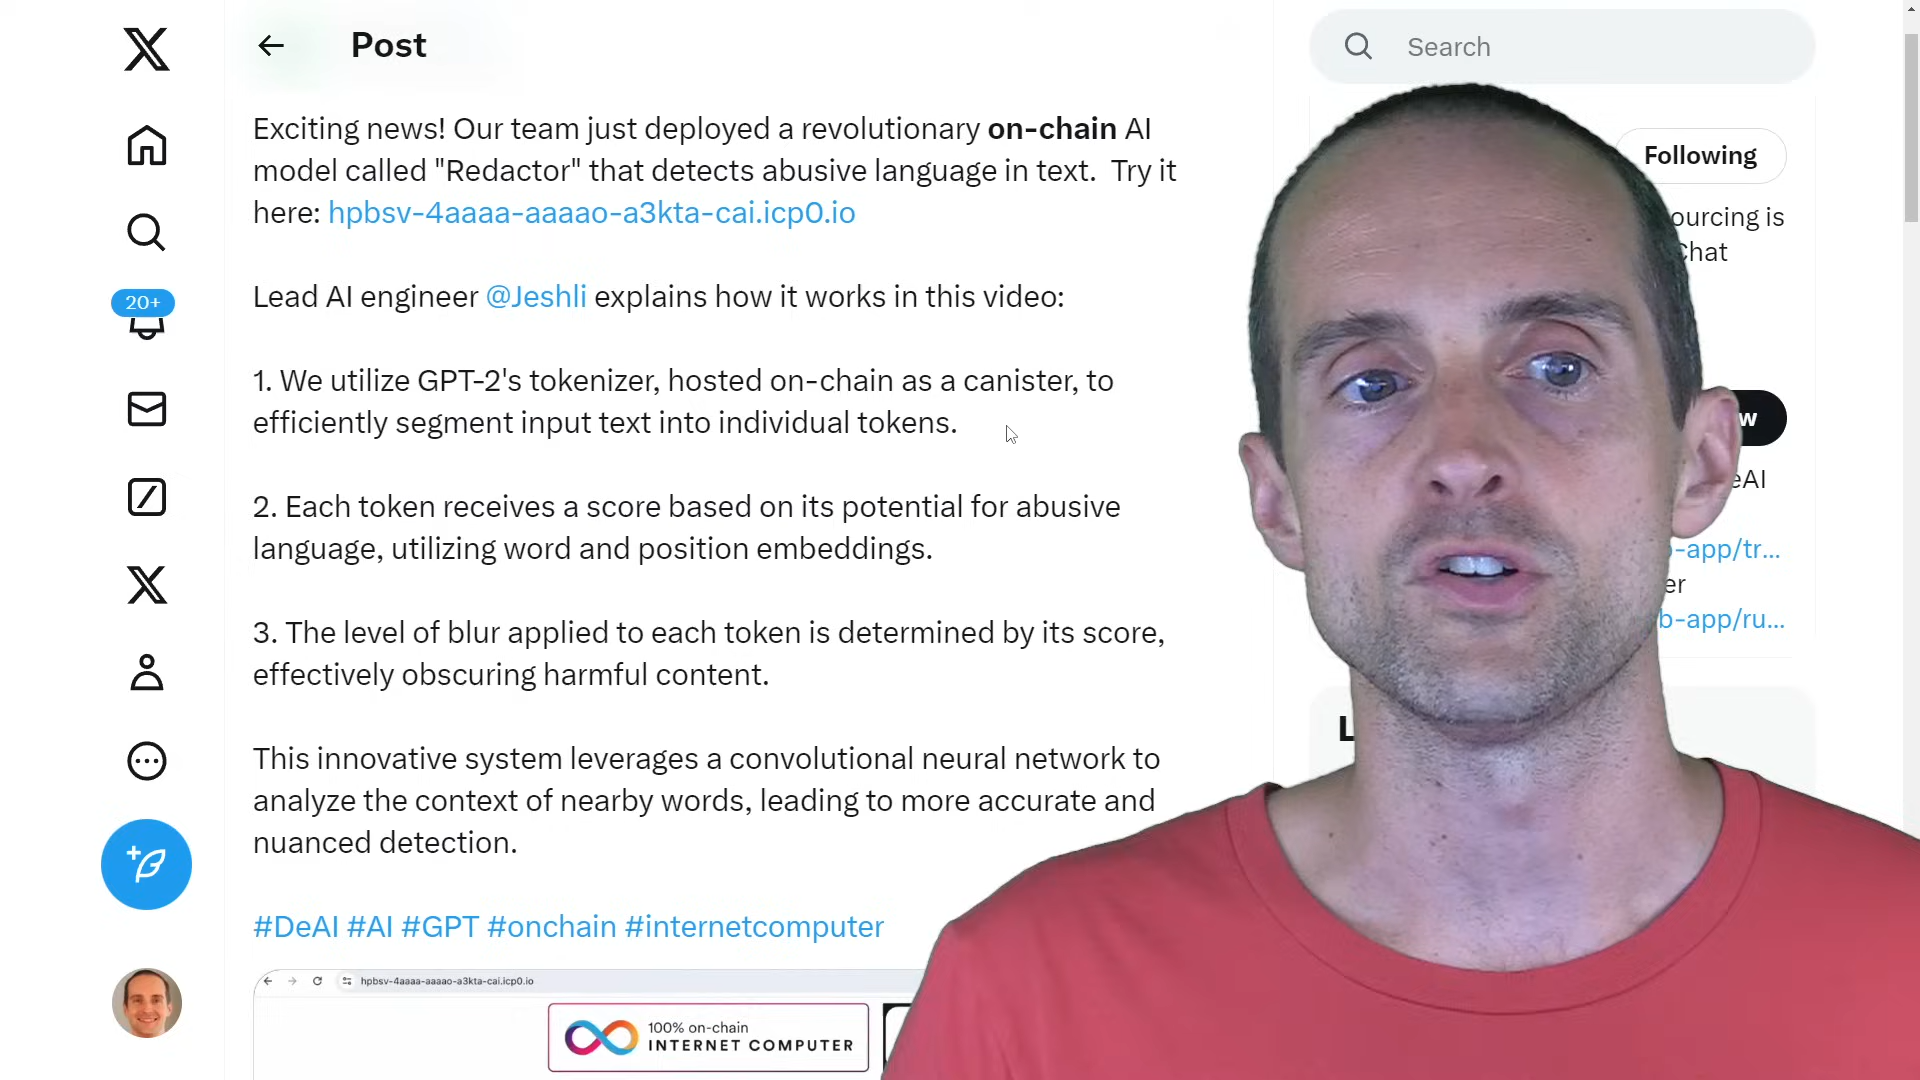 Post
Search
Exciting news! Our team just deployed a revolutionary on-chain AI
model called "Redactor" that detects abusive language in text.  Try it
here: hpbsv-4aaaa-aaaao-a3kta-cai.icp0.io
Lead AI engineer @Jeshli explains how it works in this video:
1. We utilize GPT-2's tokenizer, hosted on-chain as a canister, to
efficiently segment input text into individual tokens.
2. Each token receives a score based on its potential for abusive
language, utilizing word and position embeddings.
3. The level of blur applied to each token is determined by its score,
effectively obscuring harmful content.
This innovative system leverages a convolutional neural network to
analyze the context of nearby words, leading to more accurate and
nuanced detection.
#DeAI #AI #GPT #onchain #internetcomputer
hpbsv-4aaaa-aaaao-a3kta-cai.icp0.io
100% on-chain
INTERNET COMPUTER
20+
Following
ourcing is
Chat
w
eAI
-app/tr...
er
b-app/ru...